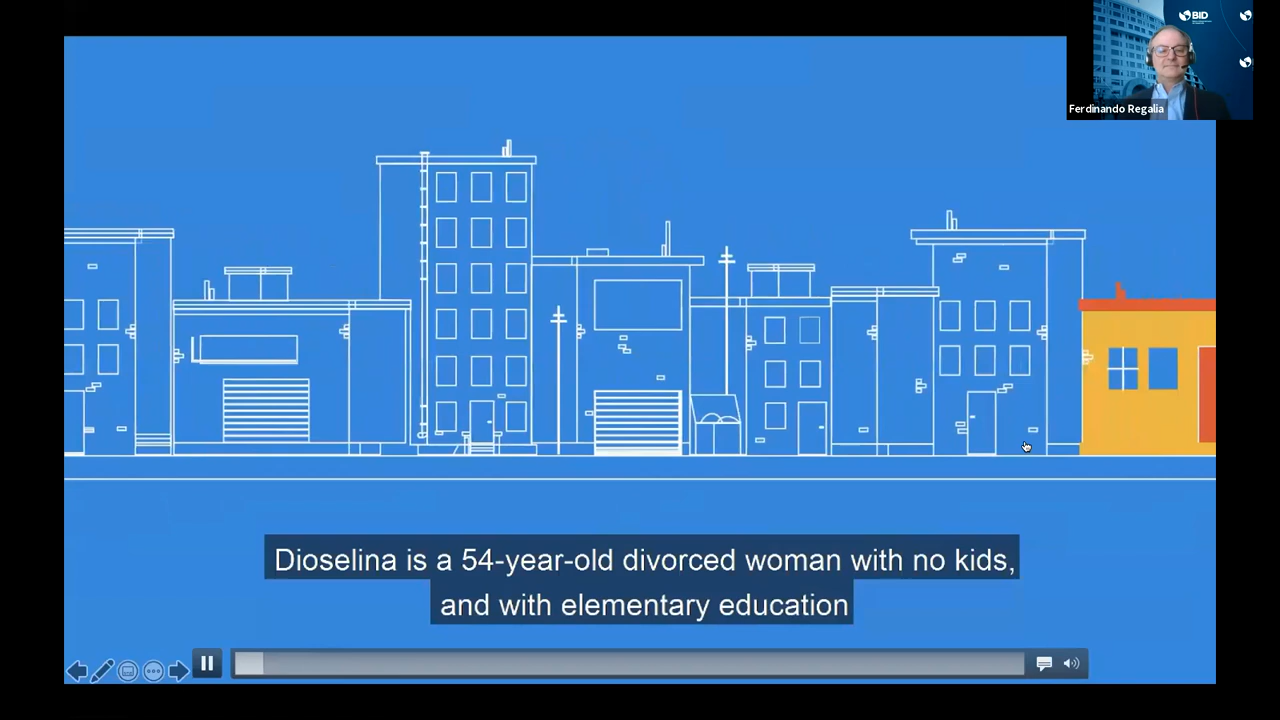 BID
Ferdinando Regalia
Dioselina is a 54-year-old divorced woman with no kids,
and with elementary education